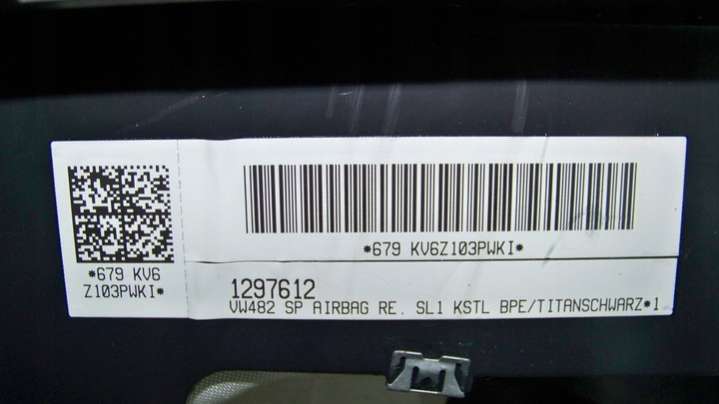 *679 KV6
Z103PWKI*
*679 KV6Z103PWKI*
1297612
VW482 SP AIRBAG RE. SL1 KSTL BPE/TITANSCHWARZ*1